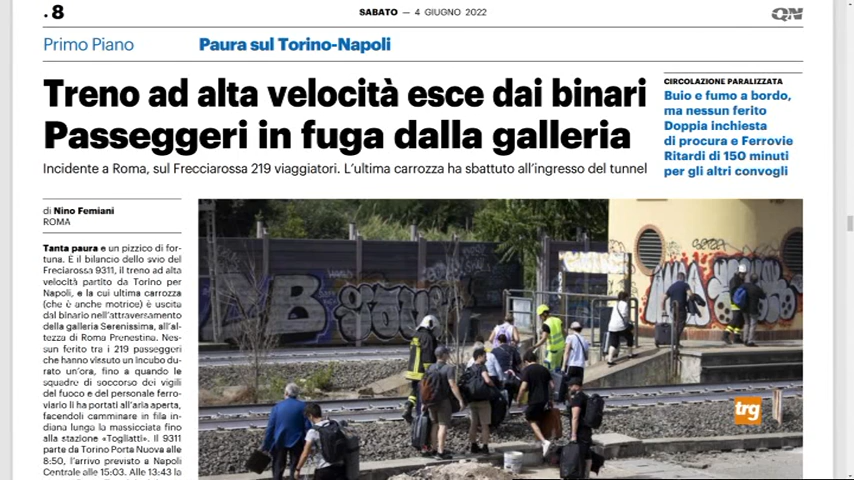 .8
SABATO — 4 GIUGNO 2022
QN
Primo Piano
Paura sul Torino-Napoli
Treno ad alta velocità esce dai binari
Passeggeri in fuga dalla galleria
Incidente a Roma, sul Frecciarossa 219 viaggiatori. L'ultima carrozza ha sbattuto all'ingresso del tunnel
CIRCOLAZIONE PARALIZZATA
Buio e fumo a bordo,
ma nessun ferito
Doppia inchiesta
di procura e Ferrovie
Ritardi di 150 minuti
per gli altri convogli
di Nino Femiani
ROMA
Tanta paura e un pizzico di for-
tuna. È il bilancio dello svio del
Freciarossa 9311, il treno ad alta
velocità partito da Torino per
Napoli, e la cui ultima carrozza
(che è anche motrice) è uscita
dal binario nell'attraversamento
della galleria Serenissima, all'al-
tezza di Roma Prenestina. Nes-
sun ferito tra i 219 passeggeri
che hanno vissuto un incubo du-
rato un'ora, fino a quando le
squadre di soccorso dei vigili
del fuoco e del personale ferro-
viario li ha portati all'aria aperta,
facendoli camminare in fila in-
diana lungo la massicciata fino
alla stazione «Togliatti». Il 9311
parte da Torino Porta Nuova alle
8:50, l'arrivo previsto a Napoli
Centrale alle 15:03. Alle 13:43 la
trg